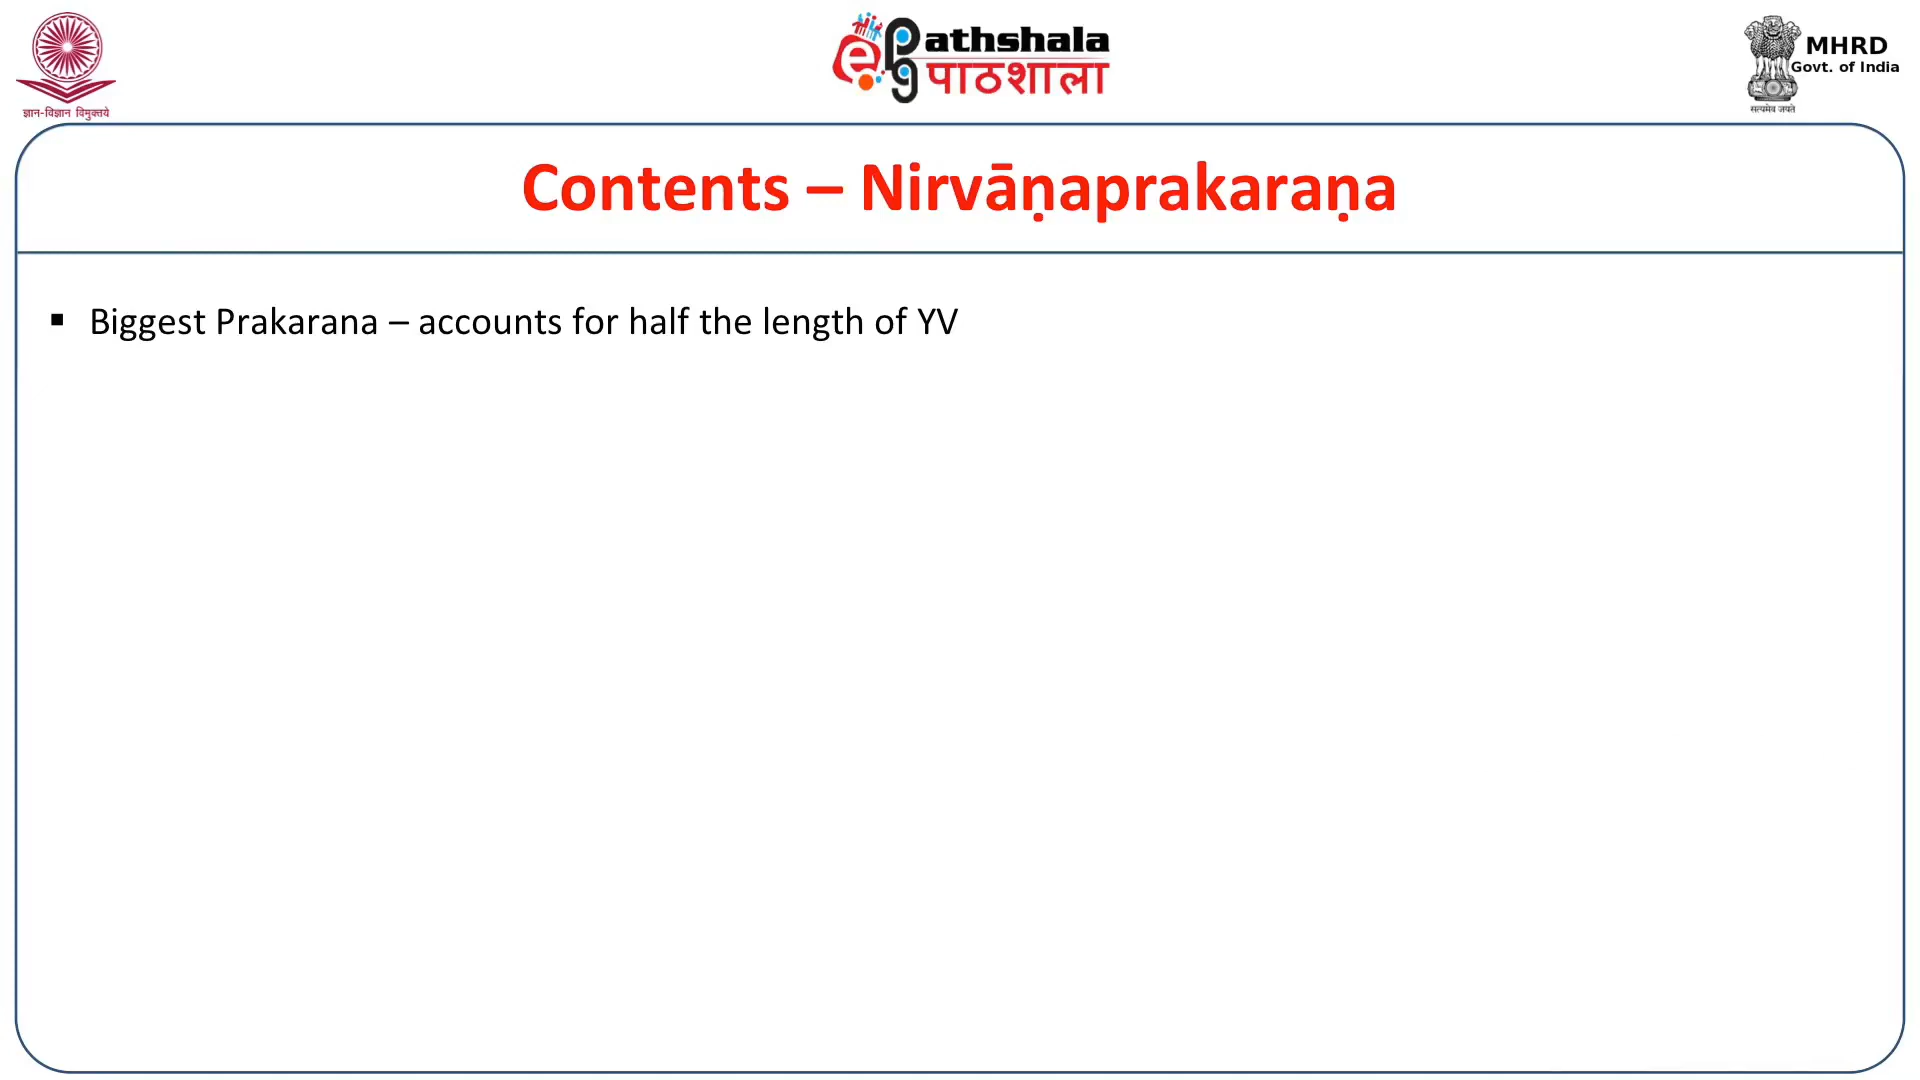 ज्ञान-विज्ञान विमुक्तये
ePathshala
पाठशाला
MHRD
Govt. of India
सत्यमेव जयते
Contents – Nirvāṇaprakaraṇa
▪ Biggest Prakarana – accounts for half the length of YV